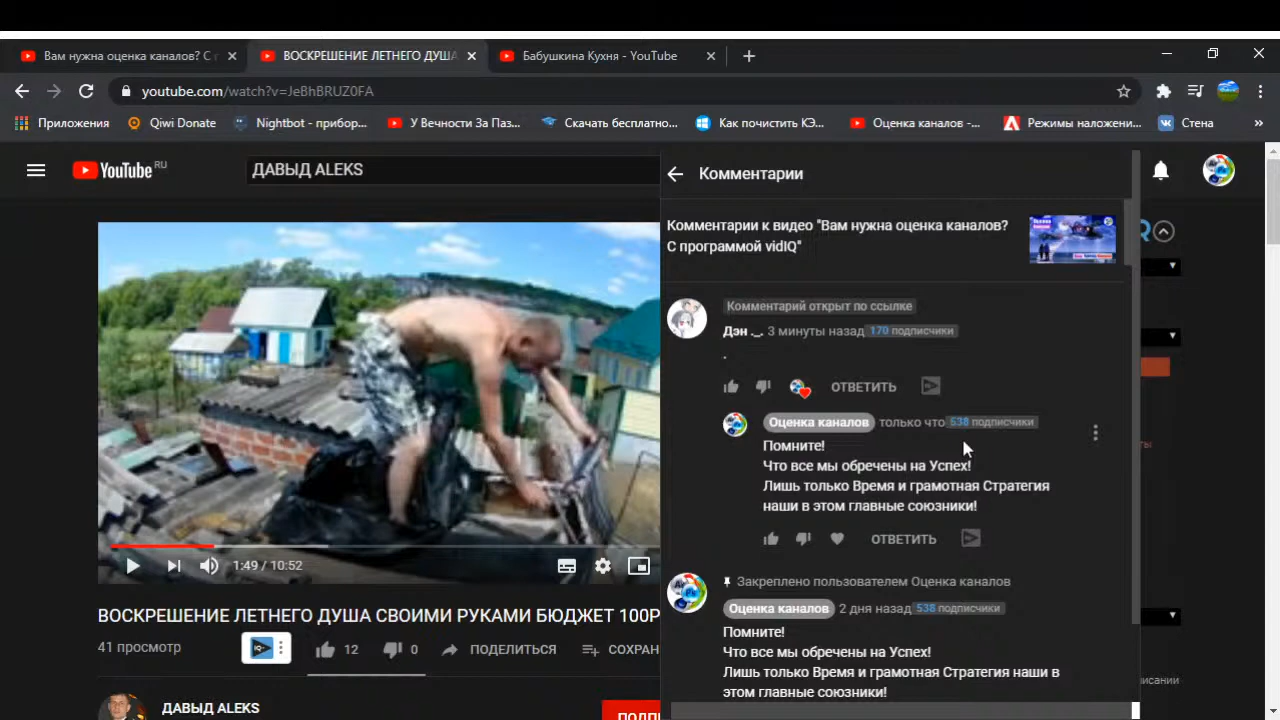 Вам нужна оценка каналов? С п
ВОСКРЕШЕНИЕ ЛЕТНЕГО ДУША
Бабушкина Кухня - YouTube
youtube.com/watch?v=JeBhBRUZ0FA
Приложения
Qiwi Donate
Nightbot - прибор...
У Вечности За Паз...
Скачать бесплатно...
Как почистить КЭ...
Оценка каналов -...
Режимы наложени...
Стена
»
YouTube RU
ДАВЫД ALEKS
Комментарии
Комментарии к видео "Вам нужна оценка каналов?
С программой vidIQ"
Комментарий открыт по ссылке
Дэн ._. 3 минуты назад 170 подписчики
.
ОТВЕТИТЬ
Оценка каналов только что 538 подписчики
Помните!
Что все мы обречены на Успех!
Лишь только Время и грамотная Стратегия
наши в этом главные союзники!
ОТВЕТИТЬ
Закреплено пользователем Оценка каналов
Оценка каналов 2 дня назад 538 подписчики
Помните!
Что все мы обречены на Успех!
Лишь только Время и грамотная Стратегия наши в
этом главные союзники!
1:49 / 10:52
ВОСКРЕШЕНИЕ ЛЕТНЕГО ДУША СВОИМИ РУКАМИ БЮДЖЕТ 100Р
41 просмотр
12
0
ПОДЕЛИТЬСЯ
СОХРАН
ДАВЫД ALEKS
ПОДП
исании